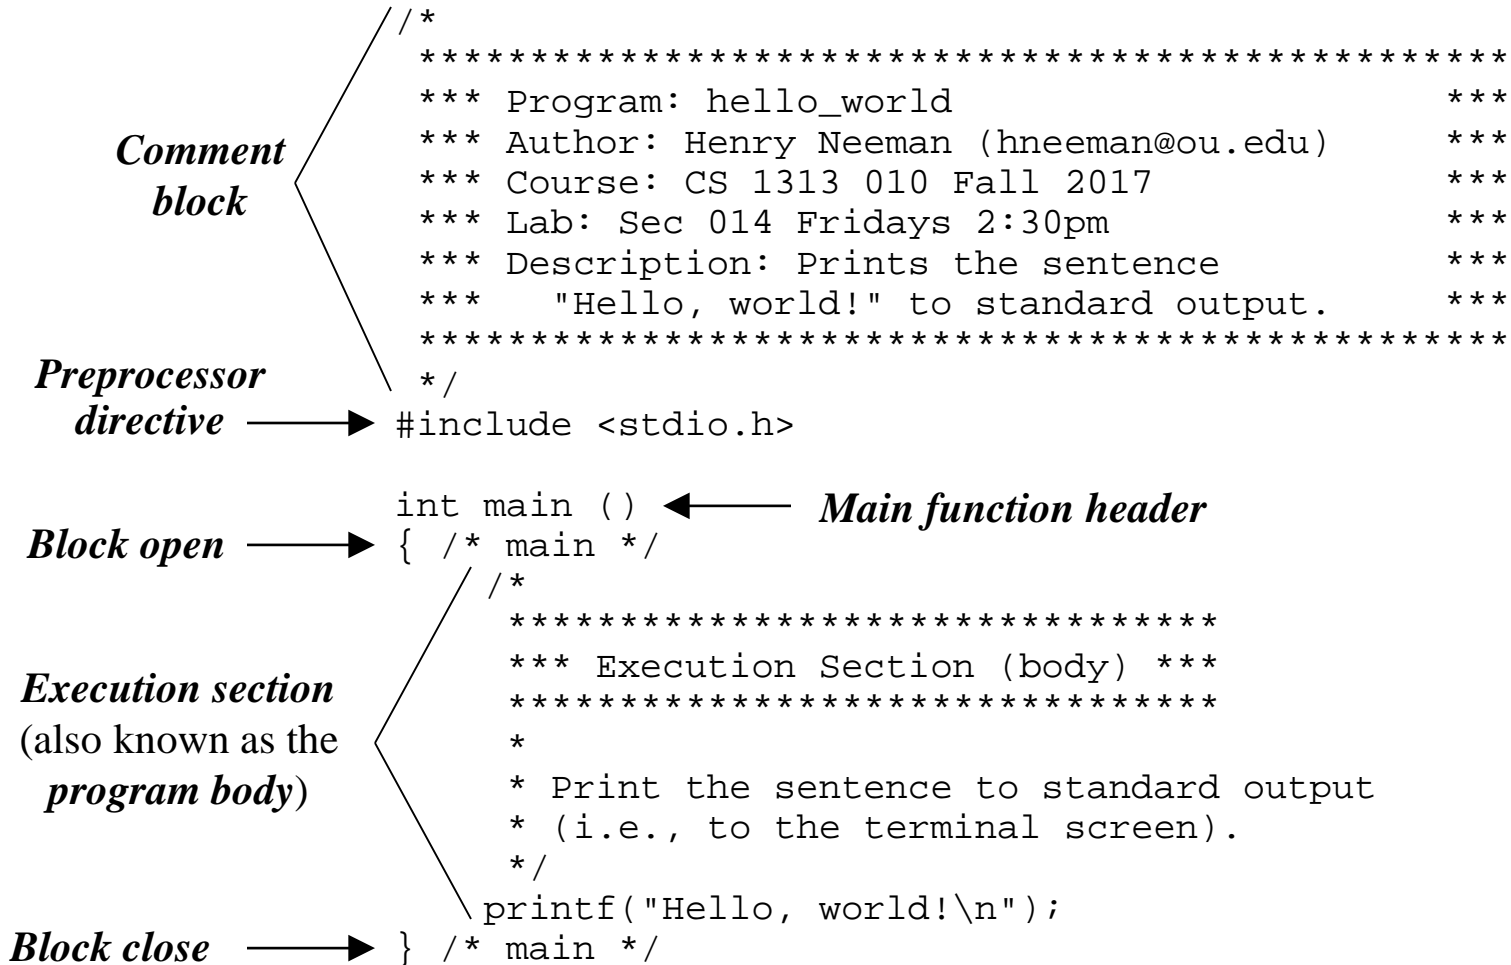 /*
*************************************************
*** Program: hello_world ***
*** Author: Henry Neeman (hneeman@ou.edu) ***
*** Course: CS 1313 010 Fall 2017 ***
*** Lab: Sec 014 Fridays 2:30pm ***
*** Description: Prints the sentence ***
*** "Hello, world!" to standard output. ***
*************************************************
*/
Comment
block
Preprocessor
directive
#include <stdio.h>
int main ()
Main function header
Block open
{ /* main */
/*
********************************
*** Execution Section (body) ***
********************************
*
* Print the sentence to standard output
* (i.e., to the terminal screen).
*/
Execution section
(also known as the
program body)
printf("Hello, world!\n");
Block close
} /* main */